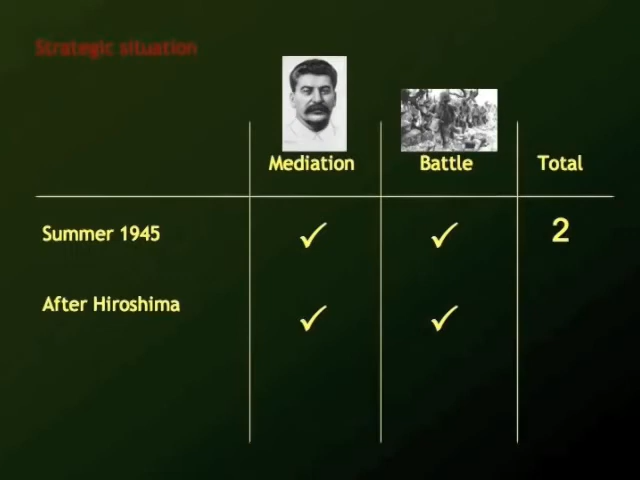 Strategic situation
Mediation Battle Total
Summer 1945 ✓ ✓ 2
After Hiroshima ✓ ✓